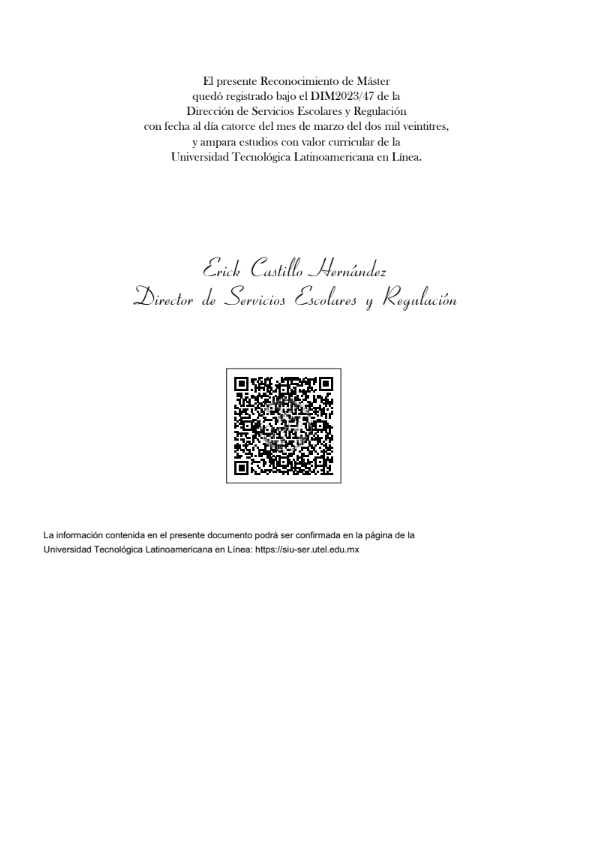 El presente Reconocimiento de Máster
quedó registrado bajo el DIM2023/47 de la
Dirección de Servicios Escolares y Regulación
con fecha al día catorce del mes de marzo del dos mil veintitres,
y ampara estudios con valor curricular de la
Universidad Tecnológica Latinoamericana en Línea.
Erick Castillo Hernández
Director de Servicios Escolares y Regulación
La información contenida en el presente documento podrá ser confirmada en la página de la
Universidad Tecnológica Latinoamericana en Línea: https://siu-ser.utel.edu.mx